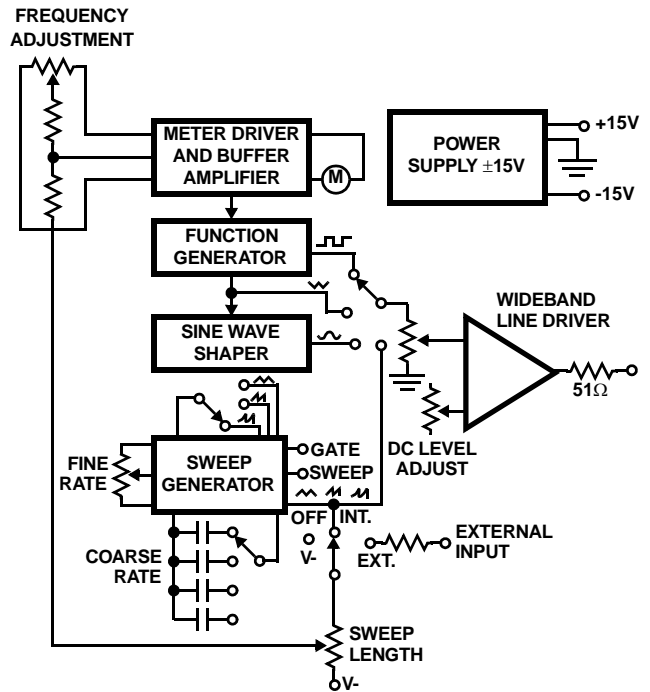 FREQUENCY
ADJUSTMENT
METER DRIVER
AND BUFFER
AMPLIFIER
M
POWER
SUPPLY ±15V
+15V
-15V
FUNCTION
GENERATOR
SINE WAVE
SHAPER
WIDEBAND
LINE DRIVER
51Ω
DC LEVEL
ADJUST
FINE
RATE
SWEEP
GENERATOR
GATE
SWEEP
OFF
INT.
V-
EXT.
EXTERNAL
INPUT
COARSE
RATE
SWEEP
LENGTH
V-